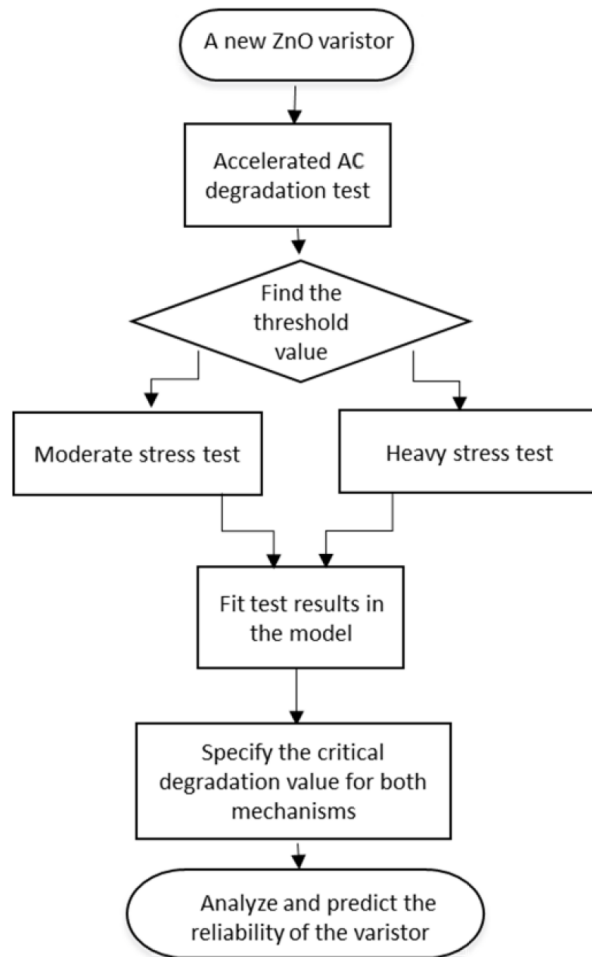 A new ZnO varistor
Accelerated AC
degradation test
Find the
threshold
value
Moderate stress test
Heavy stress test
Fit test results in
the model
Specify the critical
degradation value for both
mechanisms
Analyze and predict the
reliability of the varistor